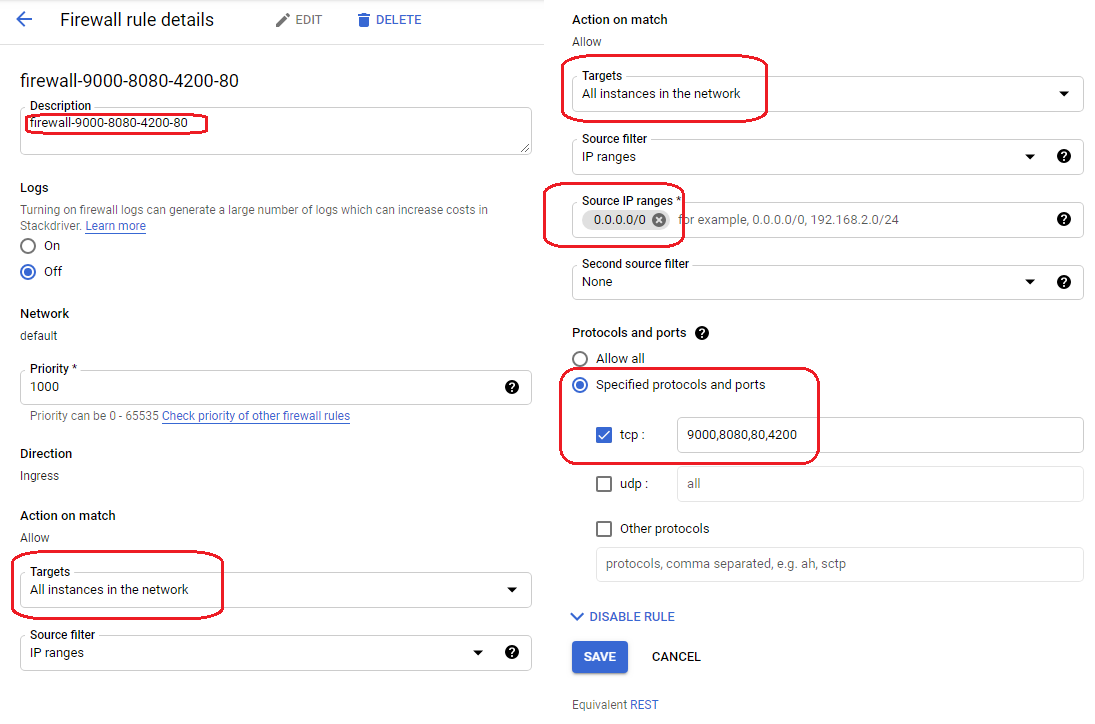 Firewall rule details
EDIT
DELETE
firewall-9000-8080-4200-80
Description
firewall-9000-8080-4200-80
Logs
Turning on firewall logs can generate a large number of logs which can increase costs in
Stackdriver. Learn more
On
Off
Network
default
Priority *
1000
Priority can be 0 - 65535 Check priority of other firewall rules
Direction
Ingress
Action on match
Allow
Targets
All instances in the network
Source filter
IP ranges
Action on match
Allow
Targets
All instances in the network
Source filter
IP ranges
Source IP ranges *
0.0.0.0/0 for example, 0.0.0.0/0, 192.168.2.0/24
Second source filter
None
Protocols and ports
Allow all
Specified protocols and ports
tcp : 9000,8080,80,4200
udp : all
Other protocols
protocols, comma separated, e.g. ah, sctp
DISABLE RULE
SAVE CANCEL
Equivalent REST